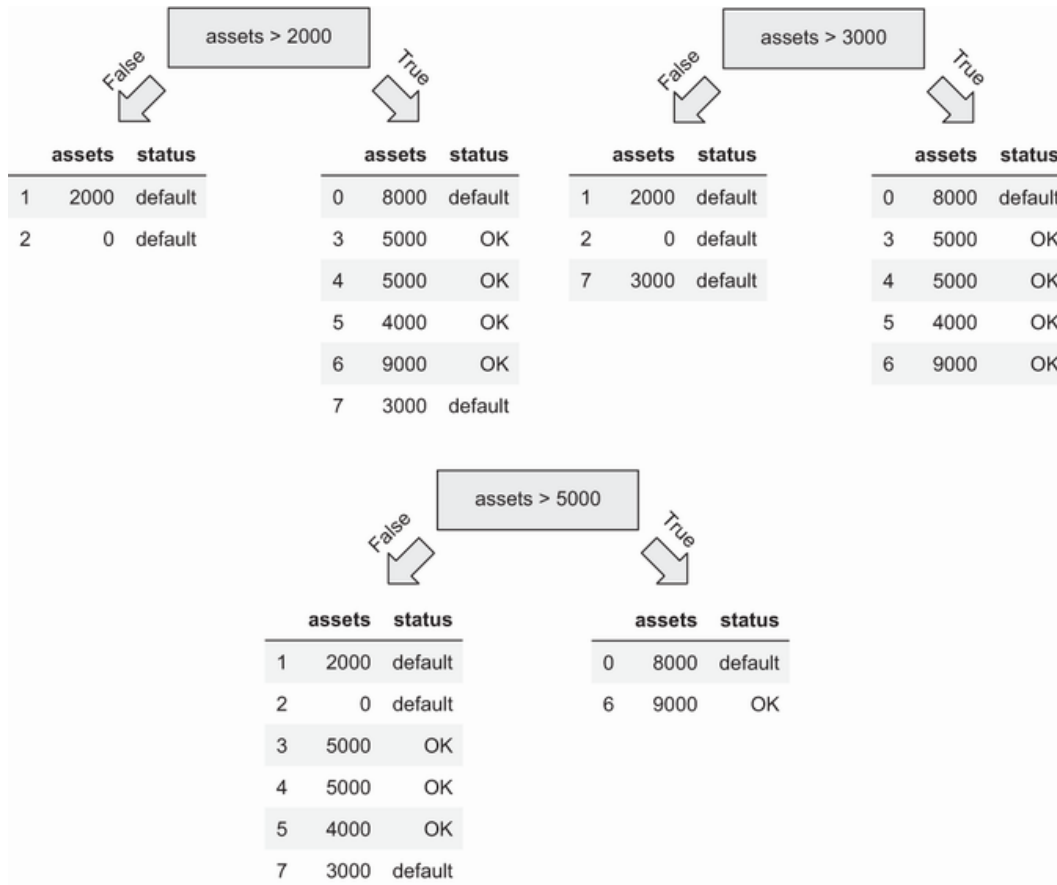 assets > 2000
False
True
assets status
1 2000 default
2 0 default
assets status
0 8000 default
3 5000 OK
4 5000 OK
5 4000 OK
6 9000 OK
7 3000 default
assets > 3000
False
True
assets status
1 2000 default
2 0 default
7 3000 default
assets status
0 8000 default
3 5000 OK
4 5000 OK
5 4000 OK
6 9000 OK
assets > 5000
False
True
assets status
1 2000 default
2 0 default
3 5000 OK
4 5000 OK
5 4000 OK
7 3000 default
assets status
0 8000 default
6 9000 OK